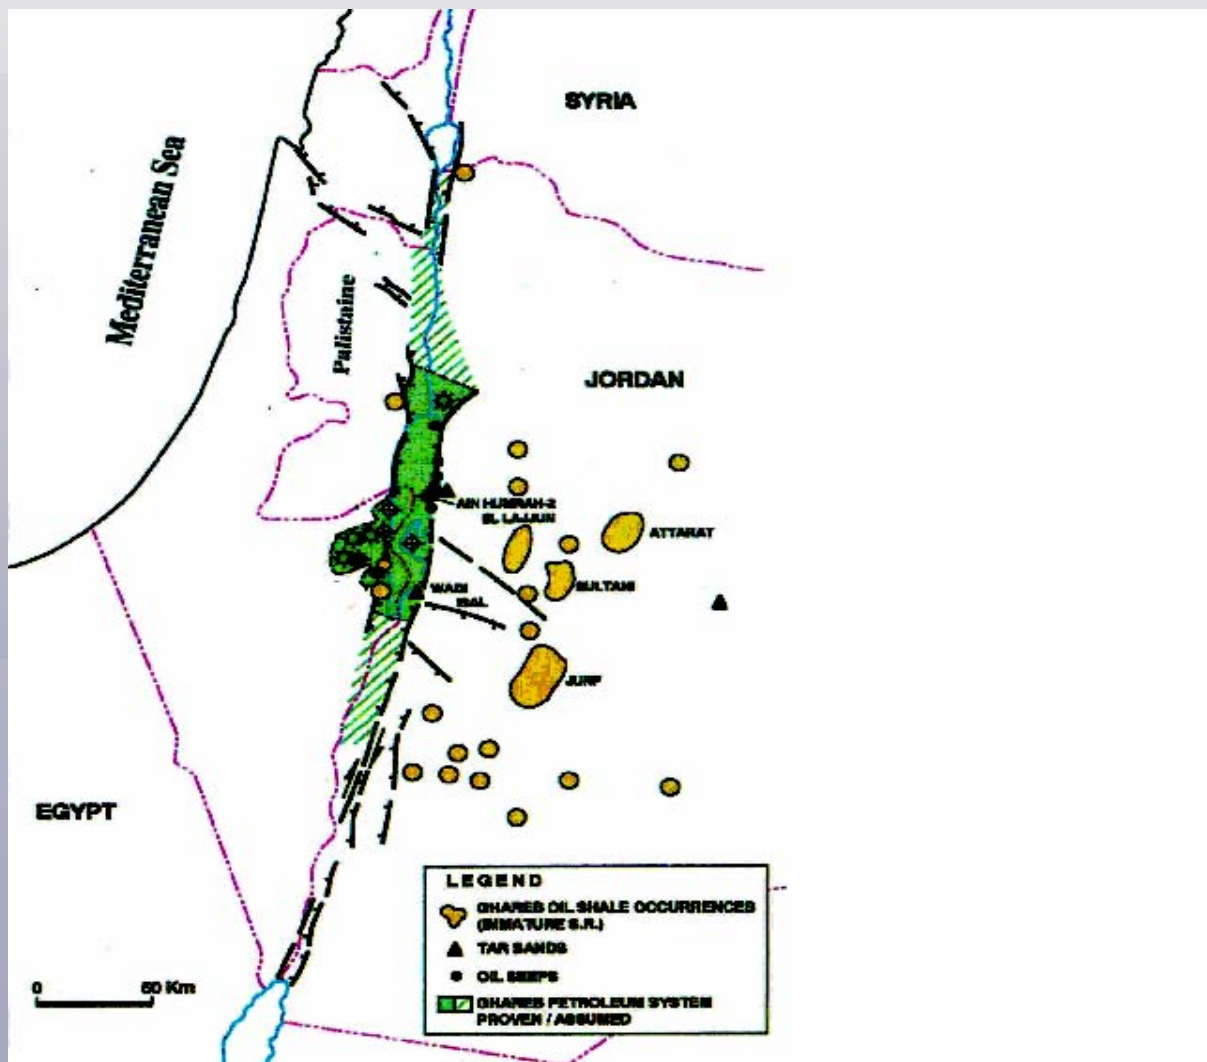 SYRIA
Mediterranean Sea
Palistnine
JORDAN
AIN HUMRAH-2
EL LAJJUN
ATTARAT
SULTANI
WADI
ISAL
JURF
EGYPT
LEGEND
GHAREB OIL SHALE OCCURRENCES
(IMMATURE S.R.)
TAR SANDS
OIL SEEPS
GHAREB PETROLEUM SYSTEM
PROVEN / ASSUMED
0 50 Km